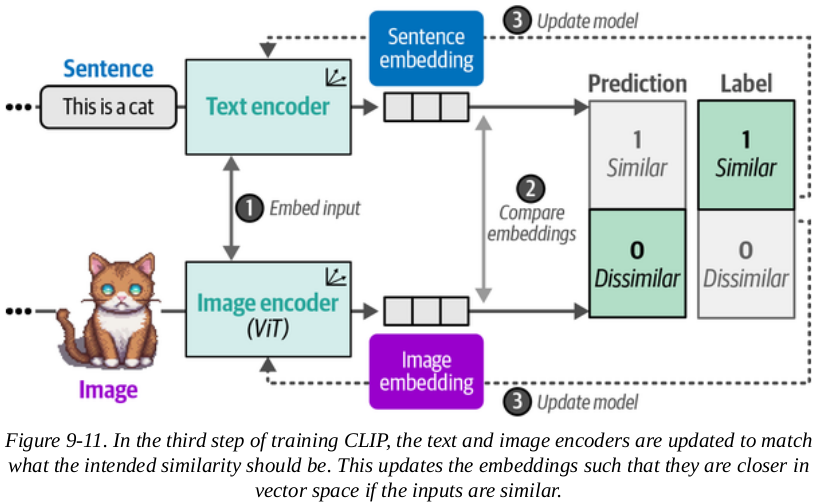 3 Update model
Sentence
embedding
Sentence
This is a cat
Text encoder
Prediction
Label
1
Similar
1
Similar
1 Embed input
2
Compare
embeddings
0
Dissimilar
0
Dissimilar
Image encoder
(ViT)
Image
Image
embedding
3 Update model
Figure 9-11. In the third step of training CLIP, the text and image encoders are updated to match
what the intended similarity should be. This updates the embeddings such that they are closer in
vector space if the inputs are similar.